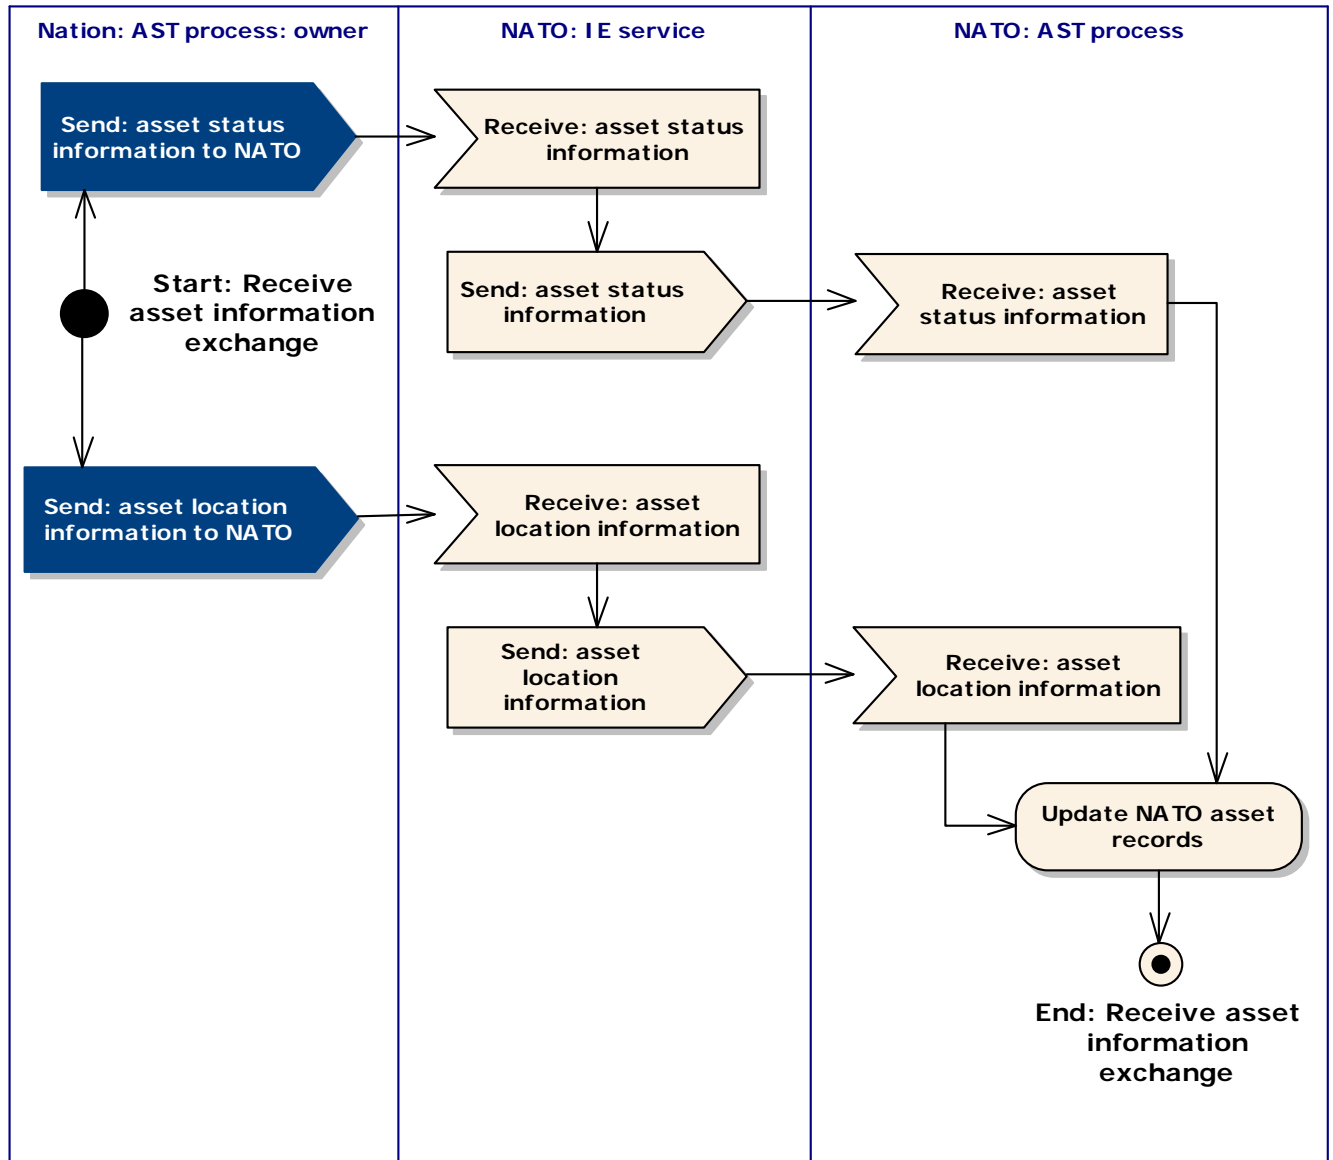 Nation: AST process: owner
NATO: IE service
NATO: AST process
Send: asset status
information to NATO
Receive: asset status
information
Send: asset status
information
Receive: asset
status information
Start: Receive
asset information
exchange
Send: asset location
information to NATO
Receive: asset
location information
Send: asset
location
information
Receive: asset
location information
Update NATO asset
records
End: Receive asset
information
exchange